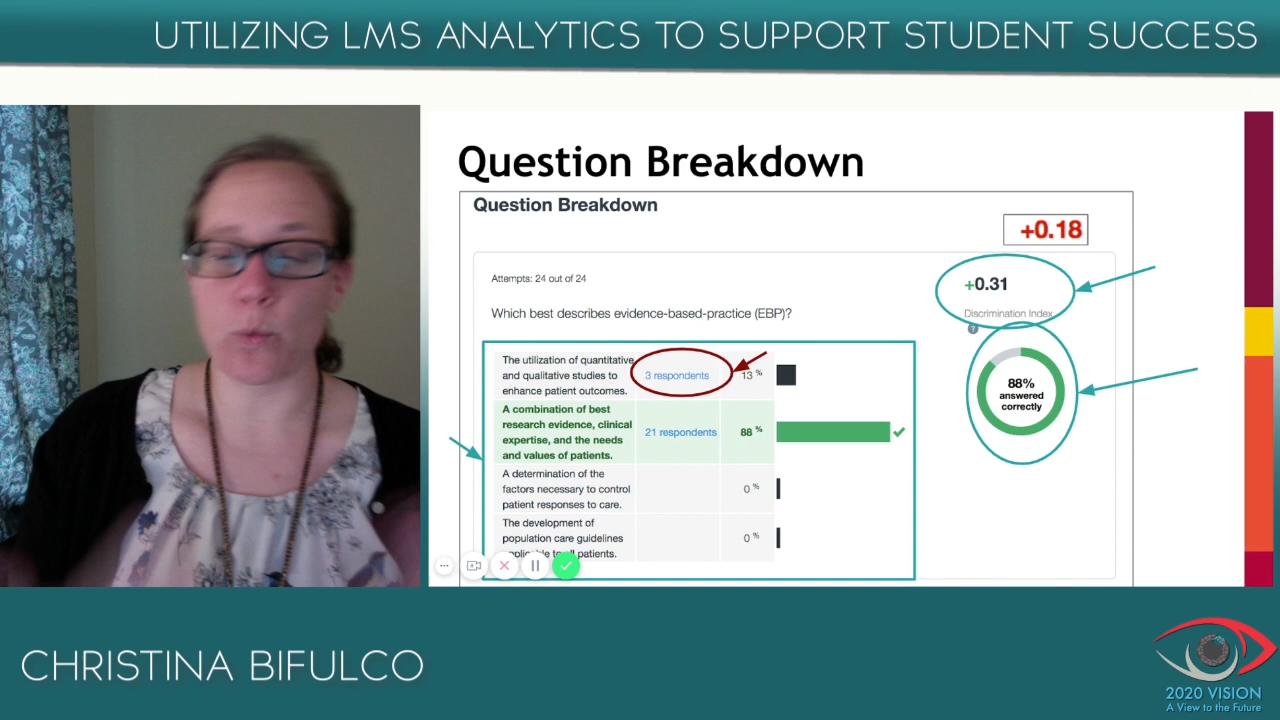 UTILIZING LMS ANALYTICS TO SUPPORT STUDENT SUCCESS
Question Breakdown
Question Breakdown
+0.18
Attempts: 24 out of 24
+0.31
Discrimination Index
?
Which best describes evidence-based-practice (EBP)?
The utilization of quantitative
and qualitative studies to
enhance patient outcomes.
3 respondents
13 %
A combination of best
research evidence, clinical
expertise, and the needs
and values of patients.
21 respondents
88 %
88%
answered
correctly
A determination of the
factors necessary to control
patient responses to care.
0 %
The development of
population care guidelines
patients.
0 %
CHRISTINA BIFULCO
2020 VISION
A View to the Future